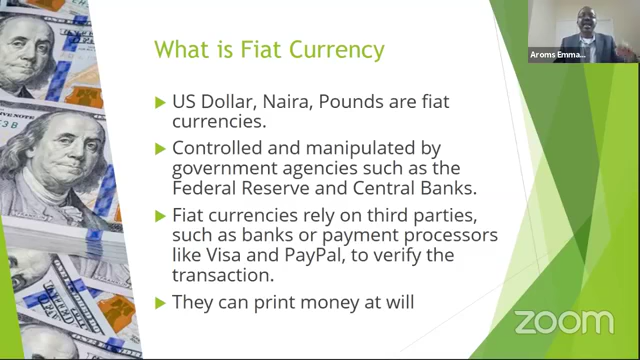 What is Fiat Currency
US Dollar, Naira, Pounds are fiat
currencies.
Controlled and manipulated by
government agencies such as the
Federal Reserve and Central Banks.
Fiat currencies rely on third parties,
such as banks or payment processors
like Visa and PayPal, to verify the
transaction.
They can print money at will
Aroms Emma...
zoom